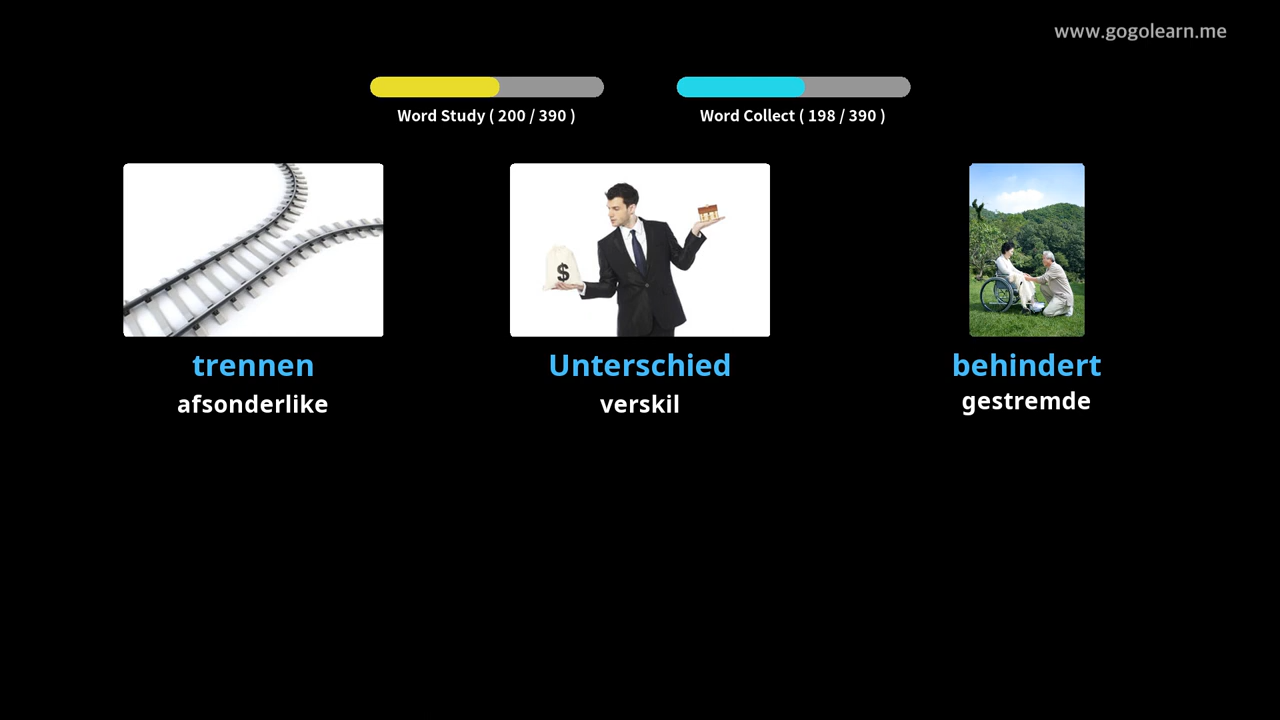 www.gogolearn.me
Word Study ( 200 / 390 )
Word Collect ( 198 / 390 )
$
trennen
afsonderlike
Unterschied
verskil
behindert
gestremde